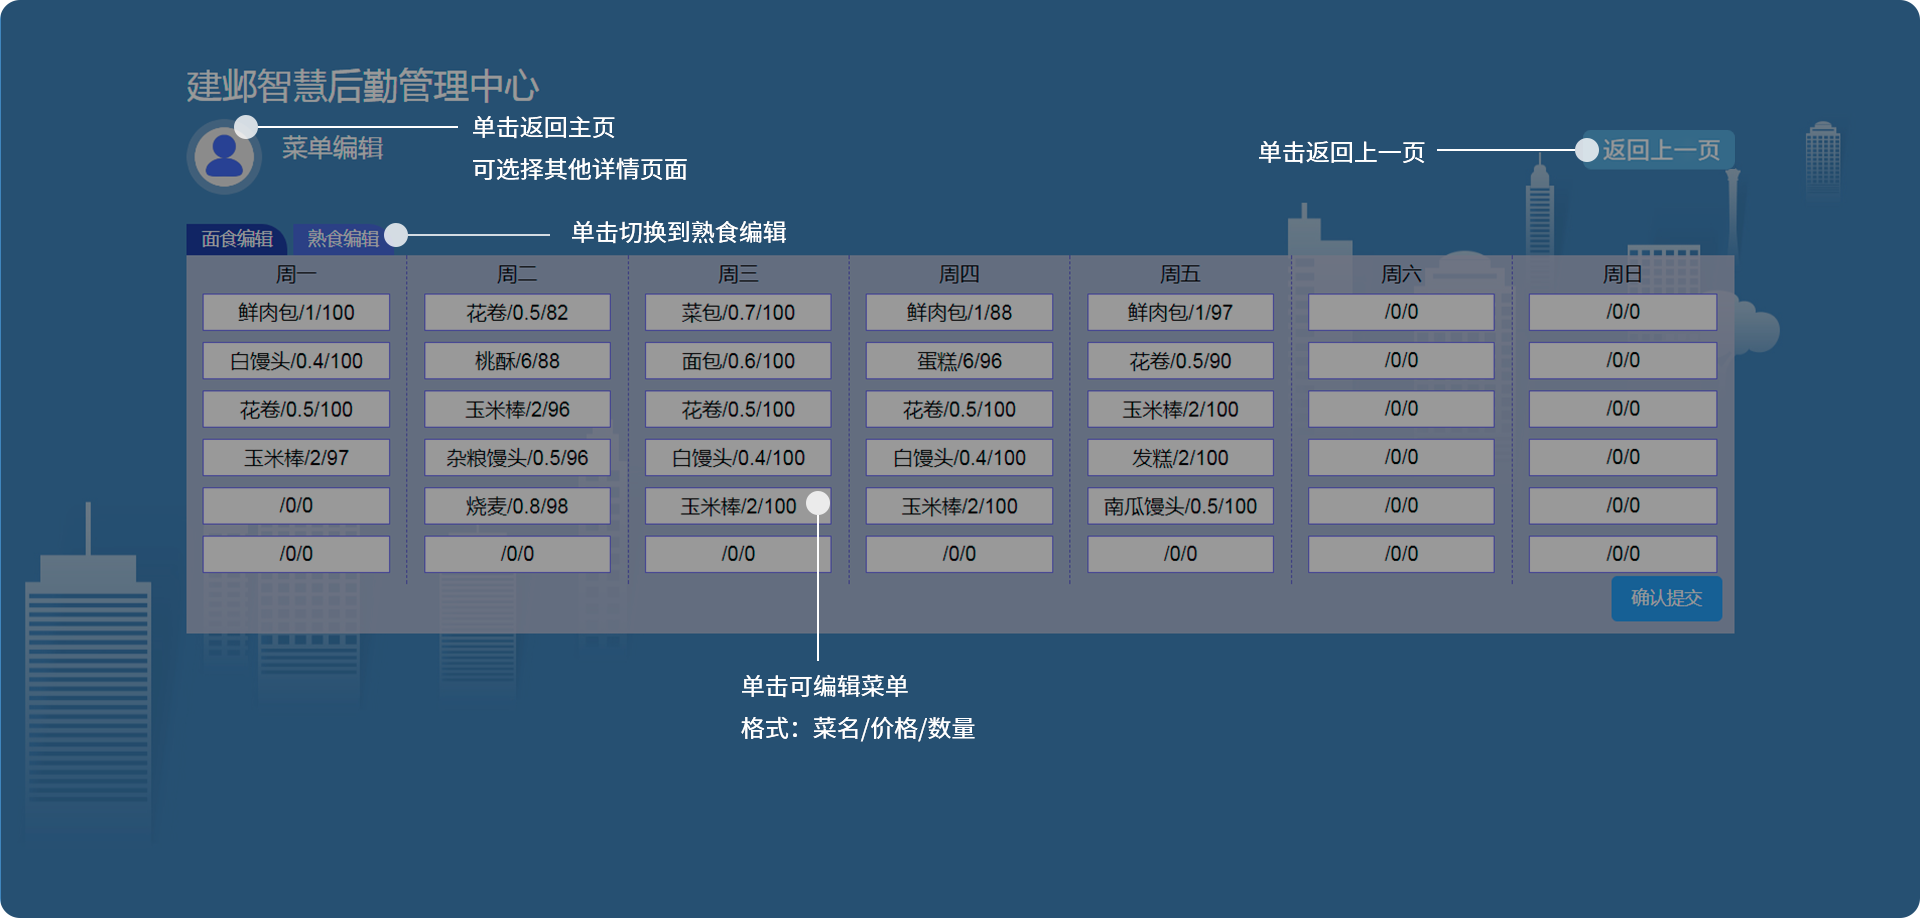 建邺智慧后勤管理中心
单击返回主页
菜单编辑
可选择其他详情页面
单击返回上一页
返回上一页
面食编辑
熟食编辑
单击切换到熟食编辑
周一 周二 周三 周四 周五 周六 周日
鲜肉包/1/100 花卷/0.5/82 菜包/0.7/100 鲜肉包/1/88 鲜肉包/1/97 /0/0 /0/0
白馒头/0.4/100 桃酥/6/88 面包/0.6/100 蛋糕/6/96 花卷/0.5/90 /0/0 /0/0
花卷/0.5/100 玉米棒/2/96 花卷/0.5/100 花卷/0.5/100 玉米棒/2/100 /0/0 /0/0
玉米棒/2/97 杂粮馒头/0.5/96 白馒头/0.4/100 白馒头/0.4/100 发糕/2/100 /0/0 /0/0
/0/0 烧麦/0.8/98 玉米棒/2/100 玉米棒/2/100 南瓜馒头/0.5/100 /0/0 /0/0
/0/0 /0/0 /0/0 /0/0 /0/0 /0/0 /0/0
确认提交
单击可编辑菜单
格式：菜名/价格/数量